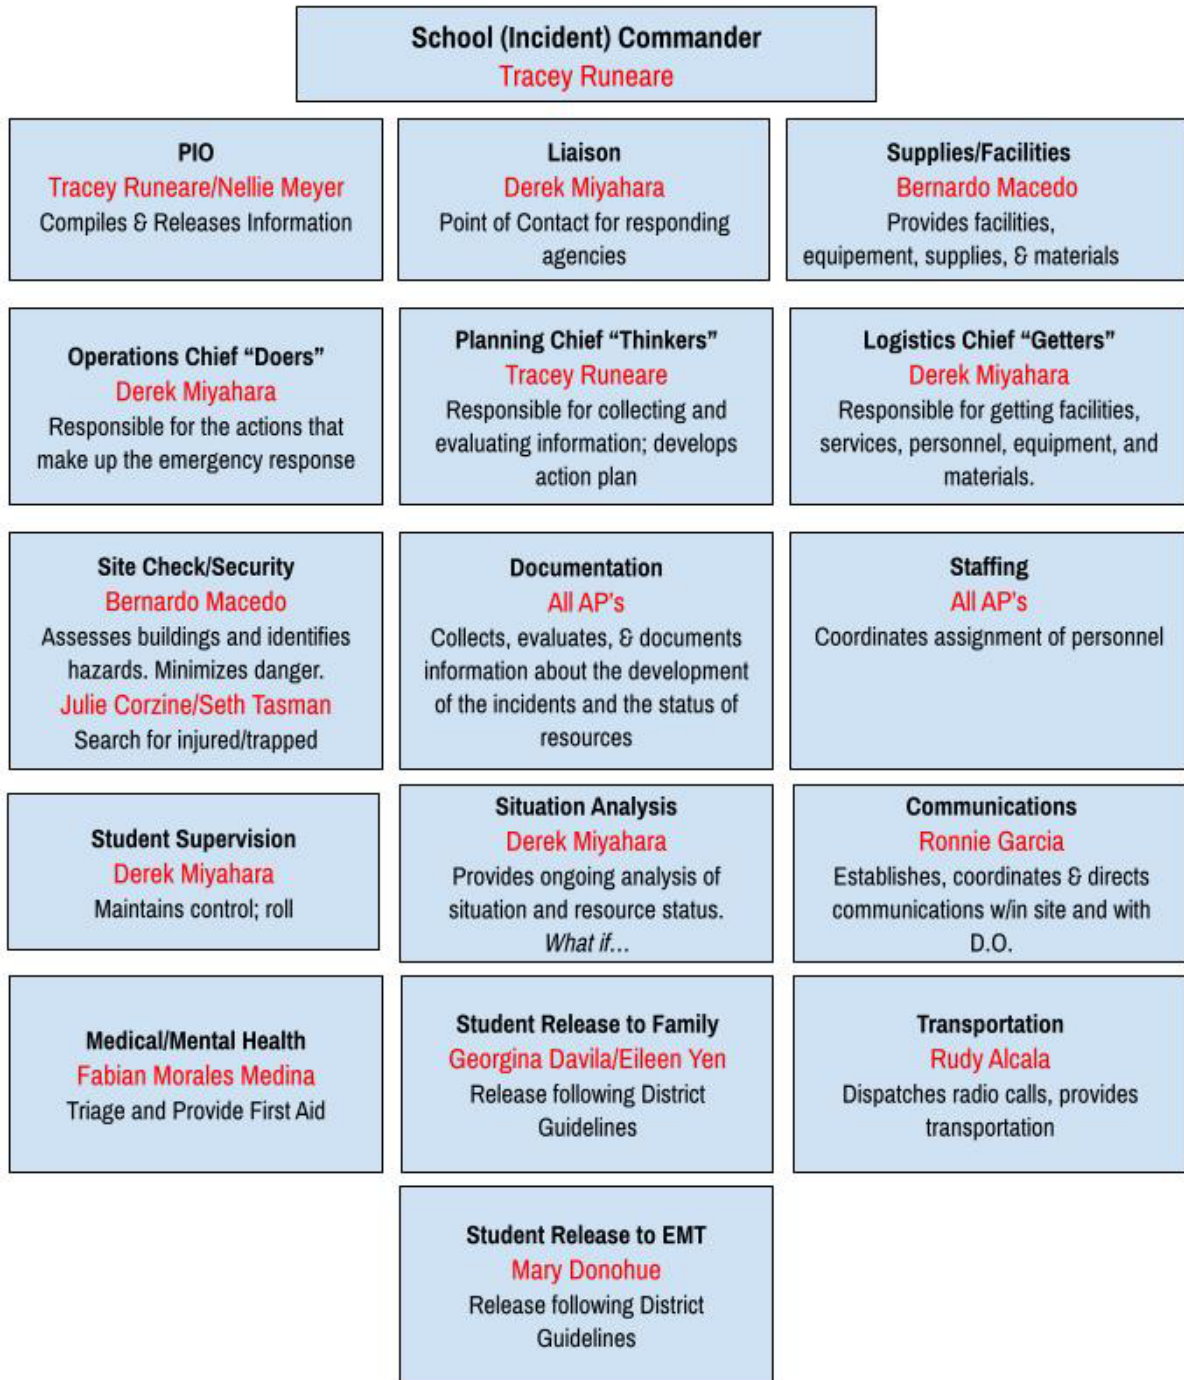 School (Incident) Commander
Tracey Runeare
PIO
Tracey Runeare/Nellie Meyer
Compiles & Releases Information
Liaison
Derek Miyahara
Point of Contact for responding
agencies
Supplies/Facilities
Bernardo Macedo
Provides facilities,
equipement, supplies, & materials
Operations Chief “Doers”
Derek Miyahara
Responsible for the actions that
make up the emergency response
Planning Chief “Thinkers”
Tracey Runeare
Responsible for collecting and
evaluating information; develops
action plan
Logistics Chief “Getters”
Derek Miyahara
Responsible for getting facilities,
services, personnel, equipment, and
materials.
Site Check/Security
Bernardo Macedo
Assesses buildings and identifies
hazards. Minimizes danger.
Julie Corzine/Seth Tasman
Search for injured/trapped
Documentation
All AP’s
Collects, evaluates, & documents
information about the development
of the incidents and the status of
resources
Staffing
All AP’s
Coordinates assignment of personnel
Student Supervision
Derek Miyahara
Maintains control; roll
Situation Analysis
Derek Miyahara
Provides ongoing analysis of
situation and resource status.
What if…
Communications
Ronnie Garcia
Establishes, coordinates & directs
communications w/in site and with
D.O.
Medical/Mental Health
Fabian Morales Medina
Triage and Provide First Aid
Student Release to Family
Georgina Davila/Eileen Yen
Release following District
Guidelines
Transportation
Rudy Alcala
Dispatches radio calls, provides
transportation
Student Release to EMT
Mary Donohue
Release following District
Guidelines